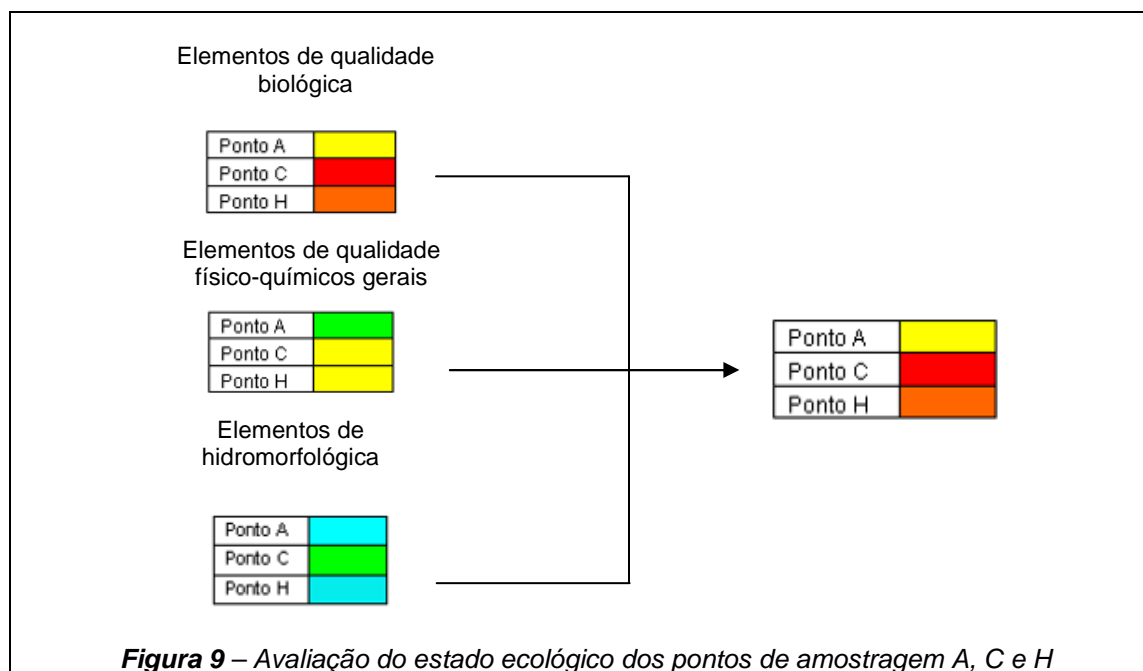 Elementos de qualidade
biológica
Ponto A
Ponto C
Ponto H
Elementos de qualidade
físico-químicos gerais
Ponto A
Ponto C
Ponto H
Elementos de
hidromorfológica
Ponto A
Ponto C
Ponto H
Ponto A
Ponto C
Ponto H
Figura 9 – Avaliação do estado ecológico dos pontos de amostragem A, C e H